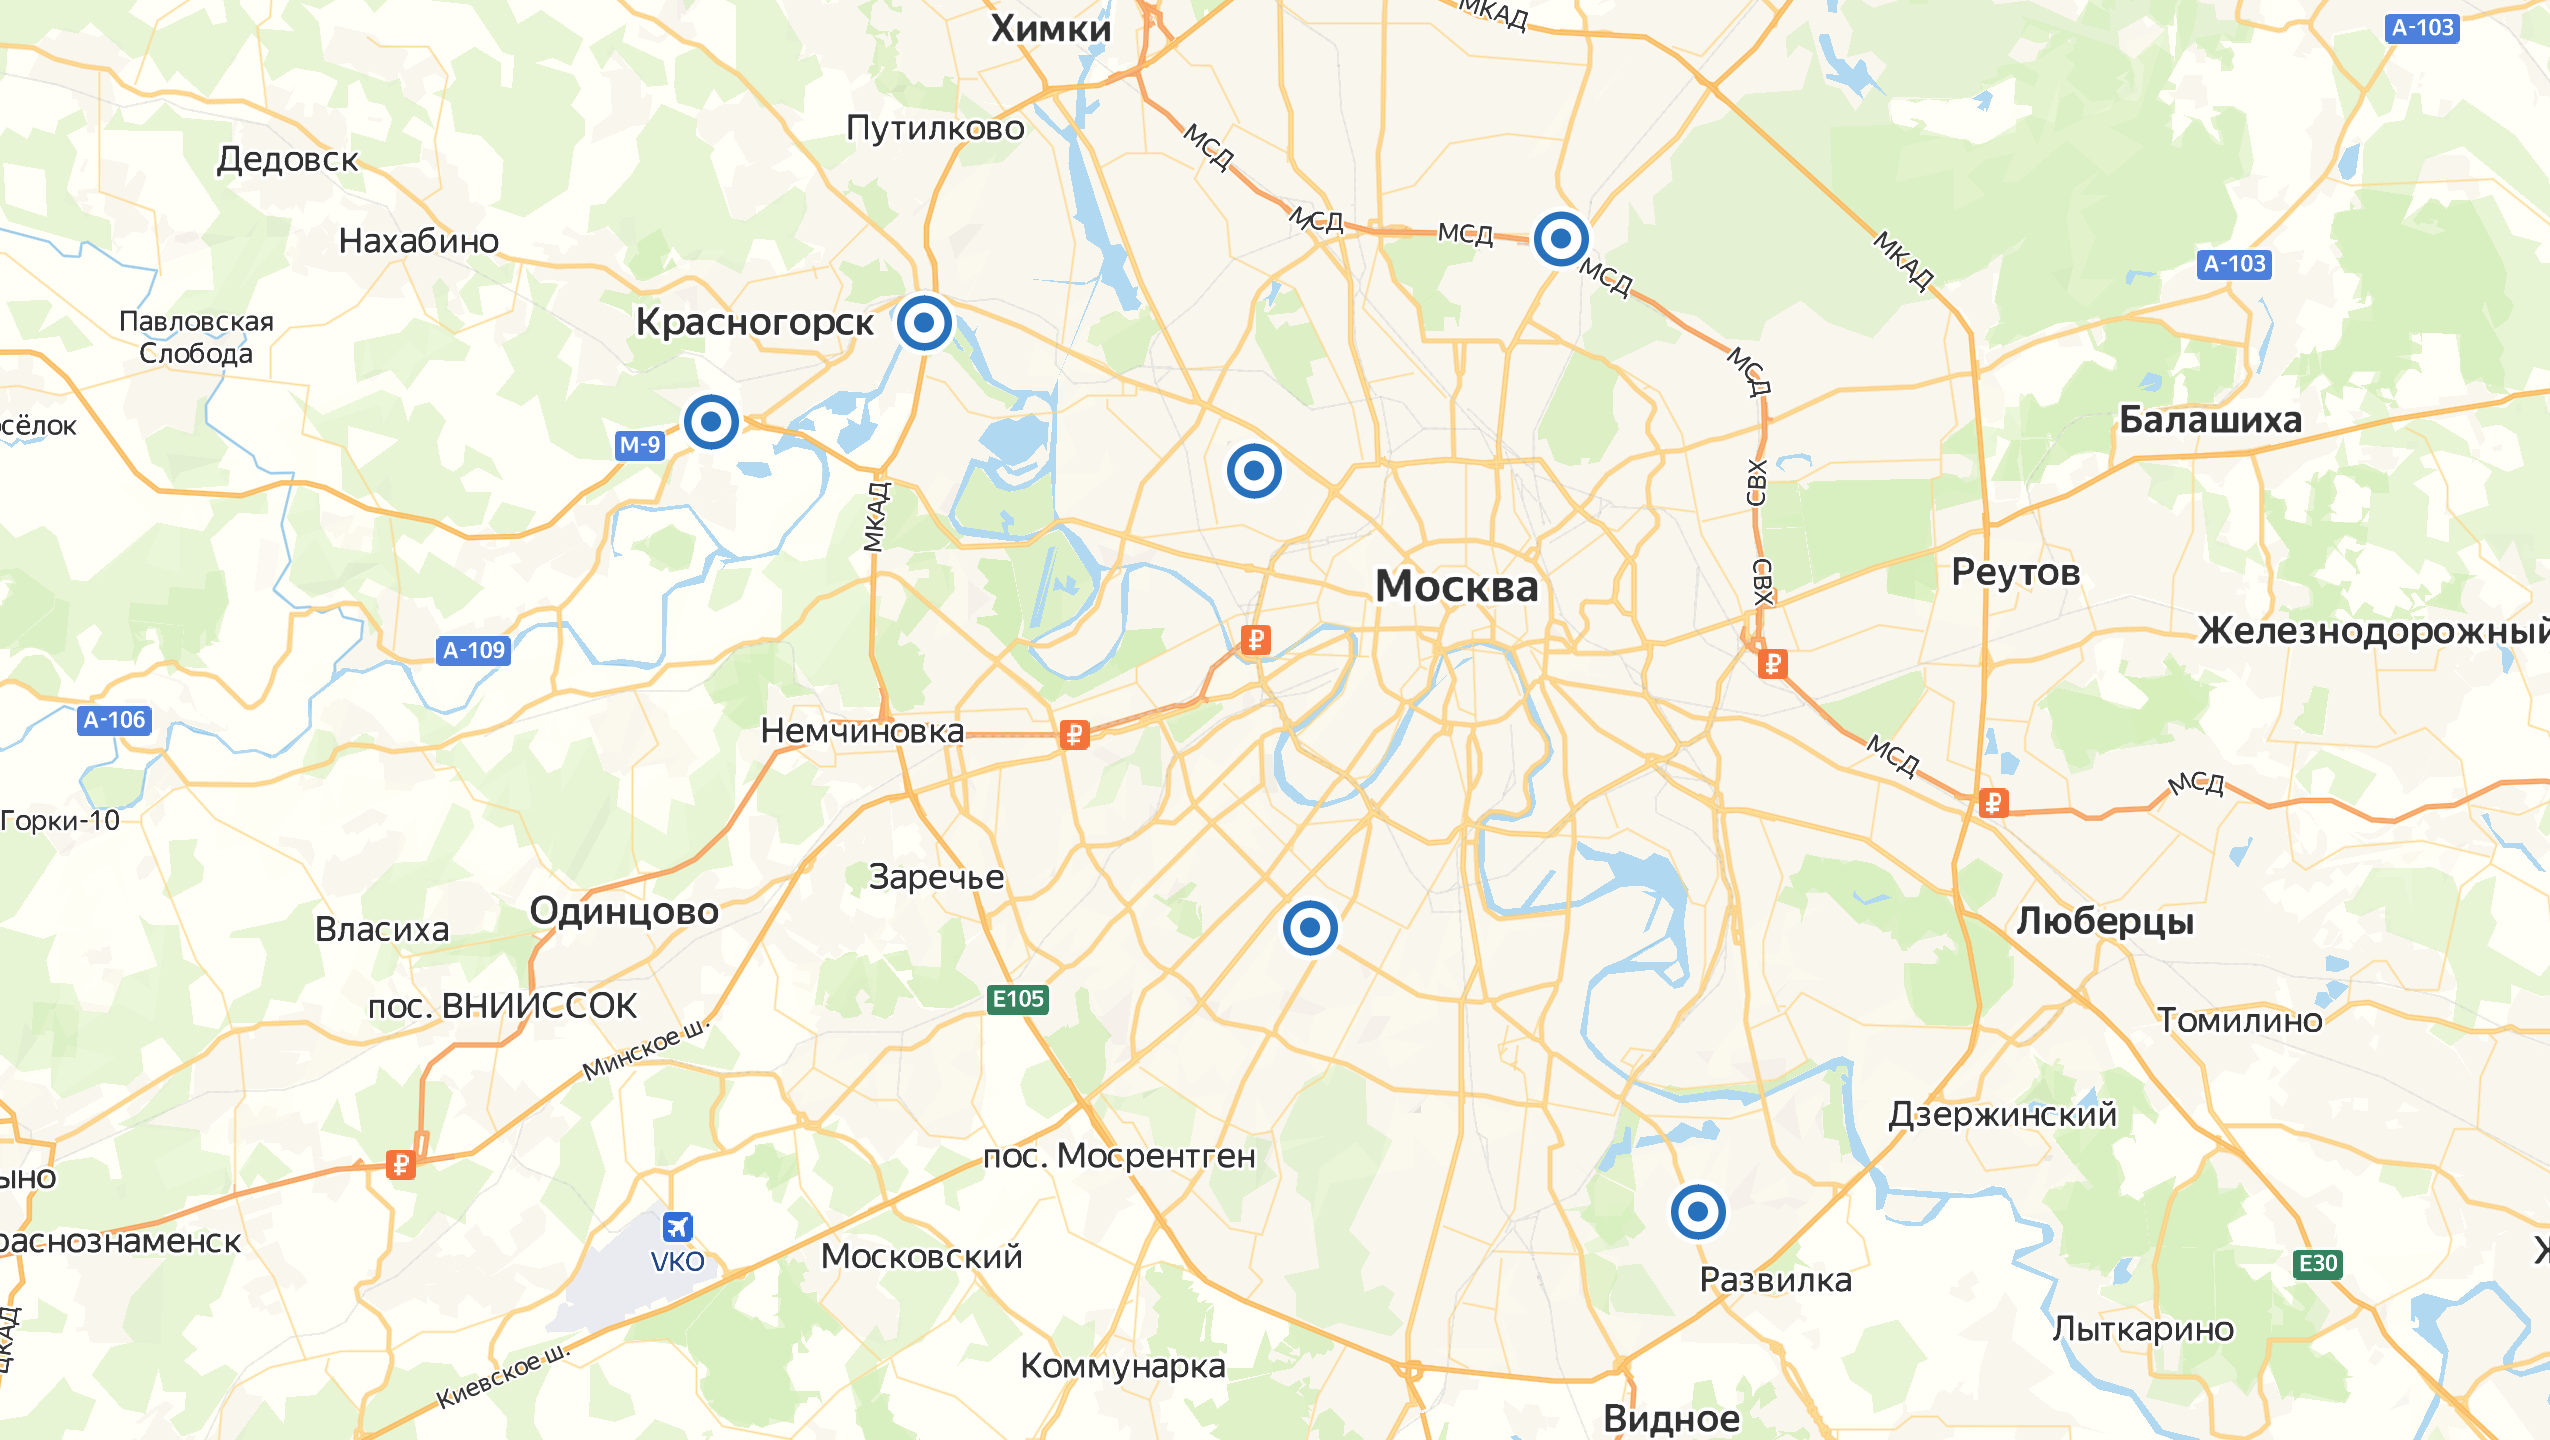 МКАД
Химки
А-103
Путилково
МСД
Дедовск
МСД
Нахабино
МСД
МСД
МКАД
А-103
Павловская
Слобода
Красногорск
МСД
сёлок
М-9
Балашиха
СВХ
МКАД
Москва
СВХ
Реутов
Железнодорожный
А-109
₽
₽
А-106
Немчиновка
₽
МСД
МСД
₽
Горки-10
Заречье
Одинцово
Власиха
Люберцы
пос. ВНИИССОК
E105
Томилино
Минское ш.
Дзержинский
пос. Мосрентген
₽
ыно
раснознаменск
VKO
Московский
Развилка
Ж
E30
Лыткарино
ЦКАД
Киевское ш.
Коммунарка
Видное